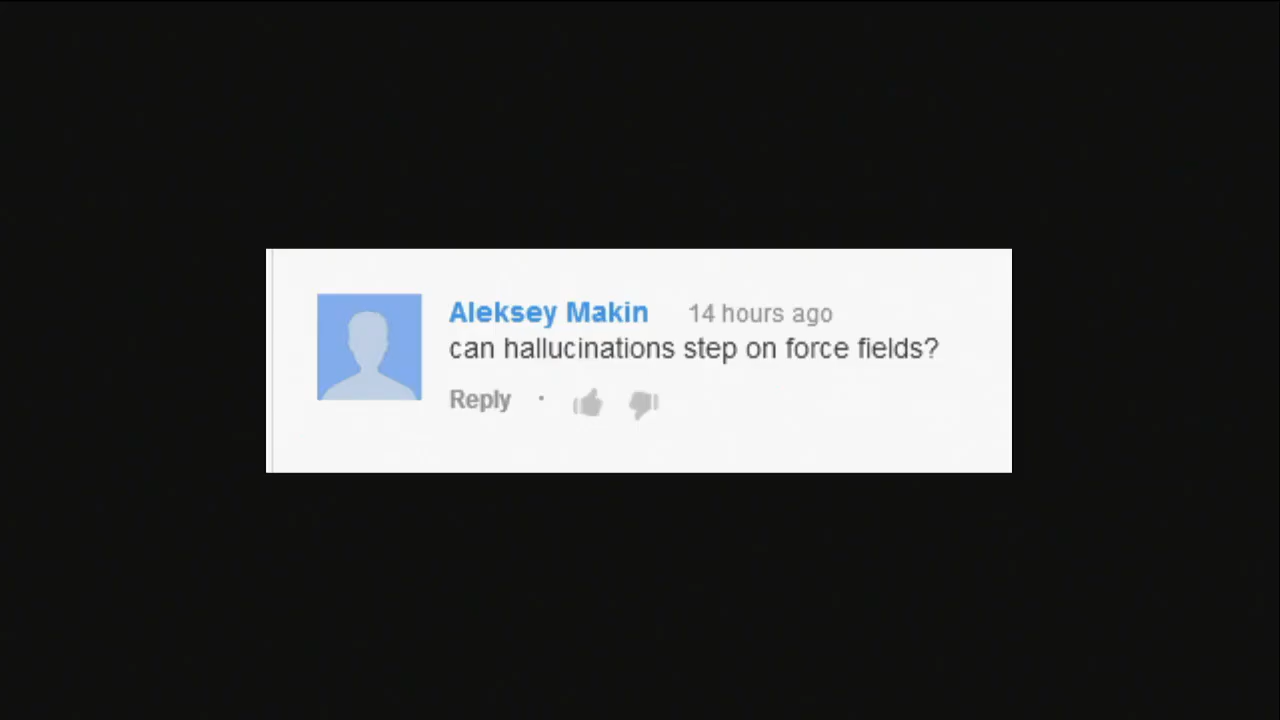 Aleksey Makin 14 hours ago
can hallucinations step on force fields?
Reply ·